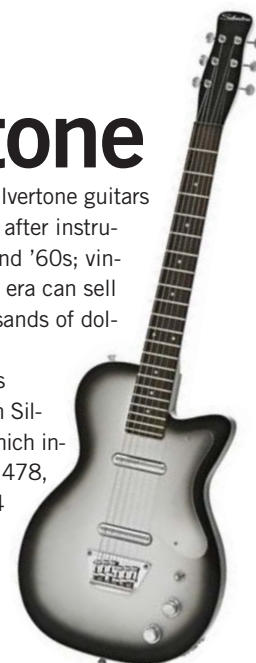 tone
lvertone guitars
after instru-
nd ’60s; vin-
era can sell
sands of dol-
s
n Sil-
hich in-
478,
4
Silvertone